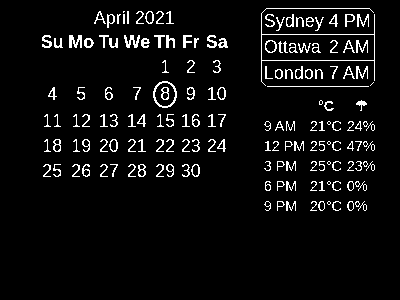 April 2021
Su Mo Tu We Th Fr Sa
1 2 3
4 5 6 7 8 9 10
11 12 13 14 15 16 17
18 19 20 21 22 23 24
25 26 27 28 29 30
Sydney 4 PM
Ottawa 2 AM
London 7 AM
°C ☂
9 AM 21°C 24%
12 PM 25°C 47%
3 PM 25°C 23%
6 PM 21°C 0%
9 PM 20°C 0%